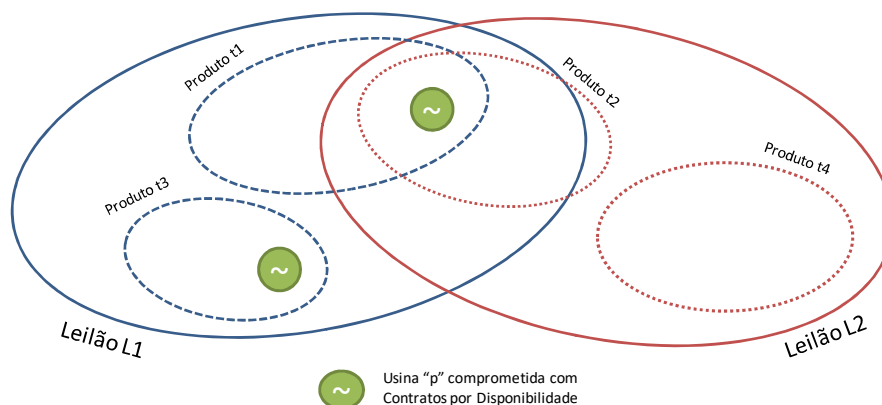 Produto t1
Produto t2
~
Produto t4
Produto t3
~
Leilão L1
Leilão L2
~
Usina “p” comprometida com
Contratos por Disponibilidade